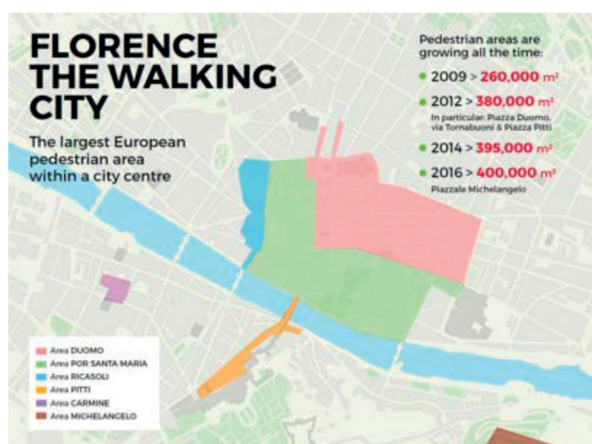 FLORENCE
THE WALKING
CITY
The largest European
pedestrian area
within a city centre
Pedestrian areas are
growing all the time:
2009 > 260,000 m²
2012 > 380,000 m²
In particular: Piazza Duomo,
via Tornabuoni & Piazza Pitti
2014 > 395,000 m²
2016 > 400,000 m²
Piazzale Michelangelo
Area DUOMO
Area POR SANTA MARIA
Area RICASOLI
Area PITTI
Area CARMINE
Area MICHELANGELO